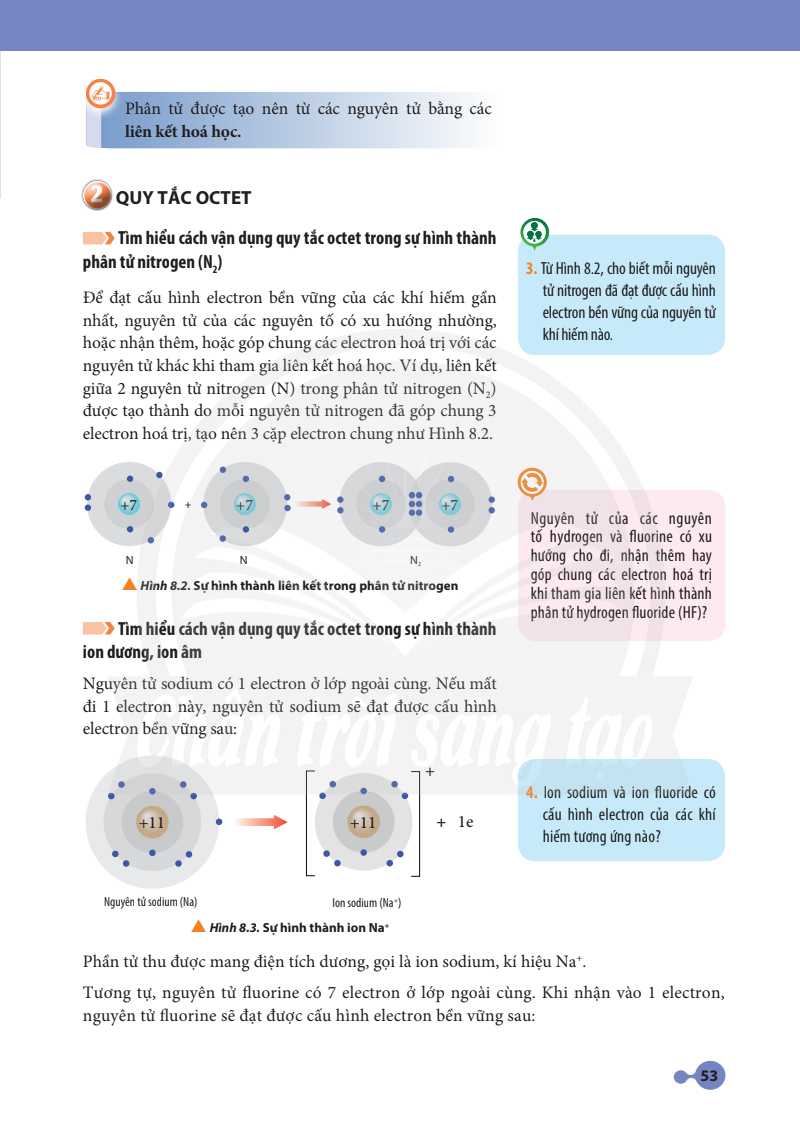 Phân tử được tạo nên từ các nguyên tử bằng các
liên kết hoá học.
2 QUY TẮC OCTET
Tìm hiểu cách vận dụng quy tắc octet trong sự hình thành
phân tử nitrogen (N₂)
Để đạt cấu hình electron bền vững của các khí hiếm gần
nhất, nguyên tử của các nguyên tố có xu hướng nhường,
hoặc nhận thêm, hoặc góp chung các electron hoá trị với các
nguyên tử khác khi tham gia liên kết hoá học. Ví dụ, liên kết
giữa 2 nguyên tử nitrogen (N) trong phân tử nitrogen (N₂)
được tạo thành do mỗi nguyên tử nitrogen đã góp chung 3
electron hoá trị, tạo nên 3 cặp electron chung như Hình 8.2.
3. Từ Hình 8.2, cho biết mỗi nguyên
tử nitrogen đã đạt được cấu hình
electron bền vững của nguyên tử
khí hiếm nào.
+7 + +7 +7 +7
N N N₂
Hình 8.2. Sự hình thành liên kết trong phân tử nitrogen
Nguyên tử của các nguyên
tố hydrogen và fluorine có xu
hướng cho đi, nhận thêm hay
góp chung các electron hoá trị
khi tham gia liên kết hình thành
phân tử hydrogen fluoride (HF)?
Tìm hiểu cách vận dụng quy tắc octet trong sự hình thành
ion dương, ion âm
Nguyên tử sodium có 1 electron ở lớp ngoài cùng. Nếu mất
đi 1 electron này, nguyên tử sodium sẽ đạt được cấu hình
electron bền vững sau:
Chân trời sáng tạo
+11 +11 + + 1e
Nguyên tử sodium (Na) Ion sodium (Na⁺)
Hình 8.3. Sự hình thành ion Na⁺
4. Ion sodium và ion fluoride có
cấu hình electron của các khí
hiếm tương ứng nào?
Phần tử thu được mang điện tích dương, gọi là ion sodium, kí hiệu Na⁺.
Tương tự, nguyên tử fluorine có 7 electron ở lớp ngoài cùng. Khi nhận vào 1 electron,
nguyên tử fluorine sẽ đạt được cấu hình electron bền vững sau:
53